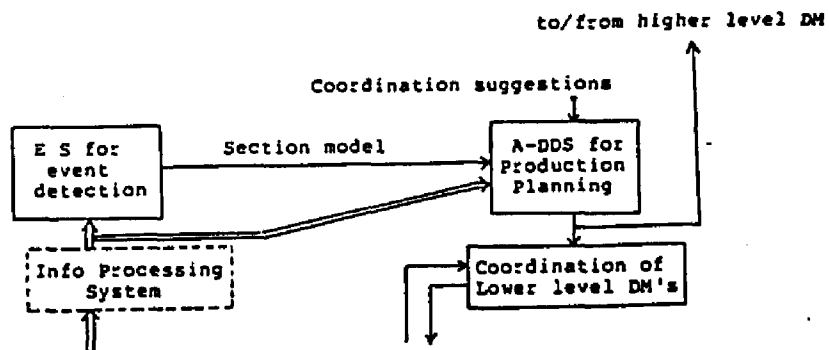 to/from higher level DM
Coordination suggestions
E S for
event
detection
Section model
A-DDS for
Production
Planning
Info Processing
System
Coordination of
Lower level DM's